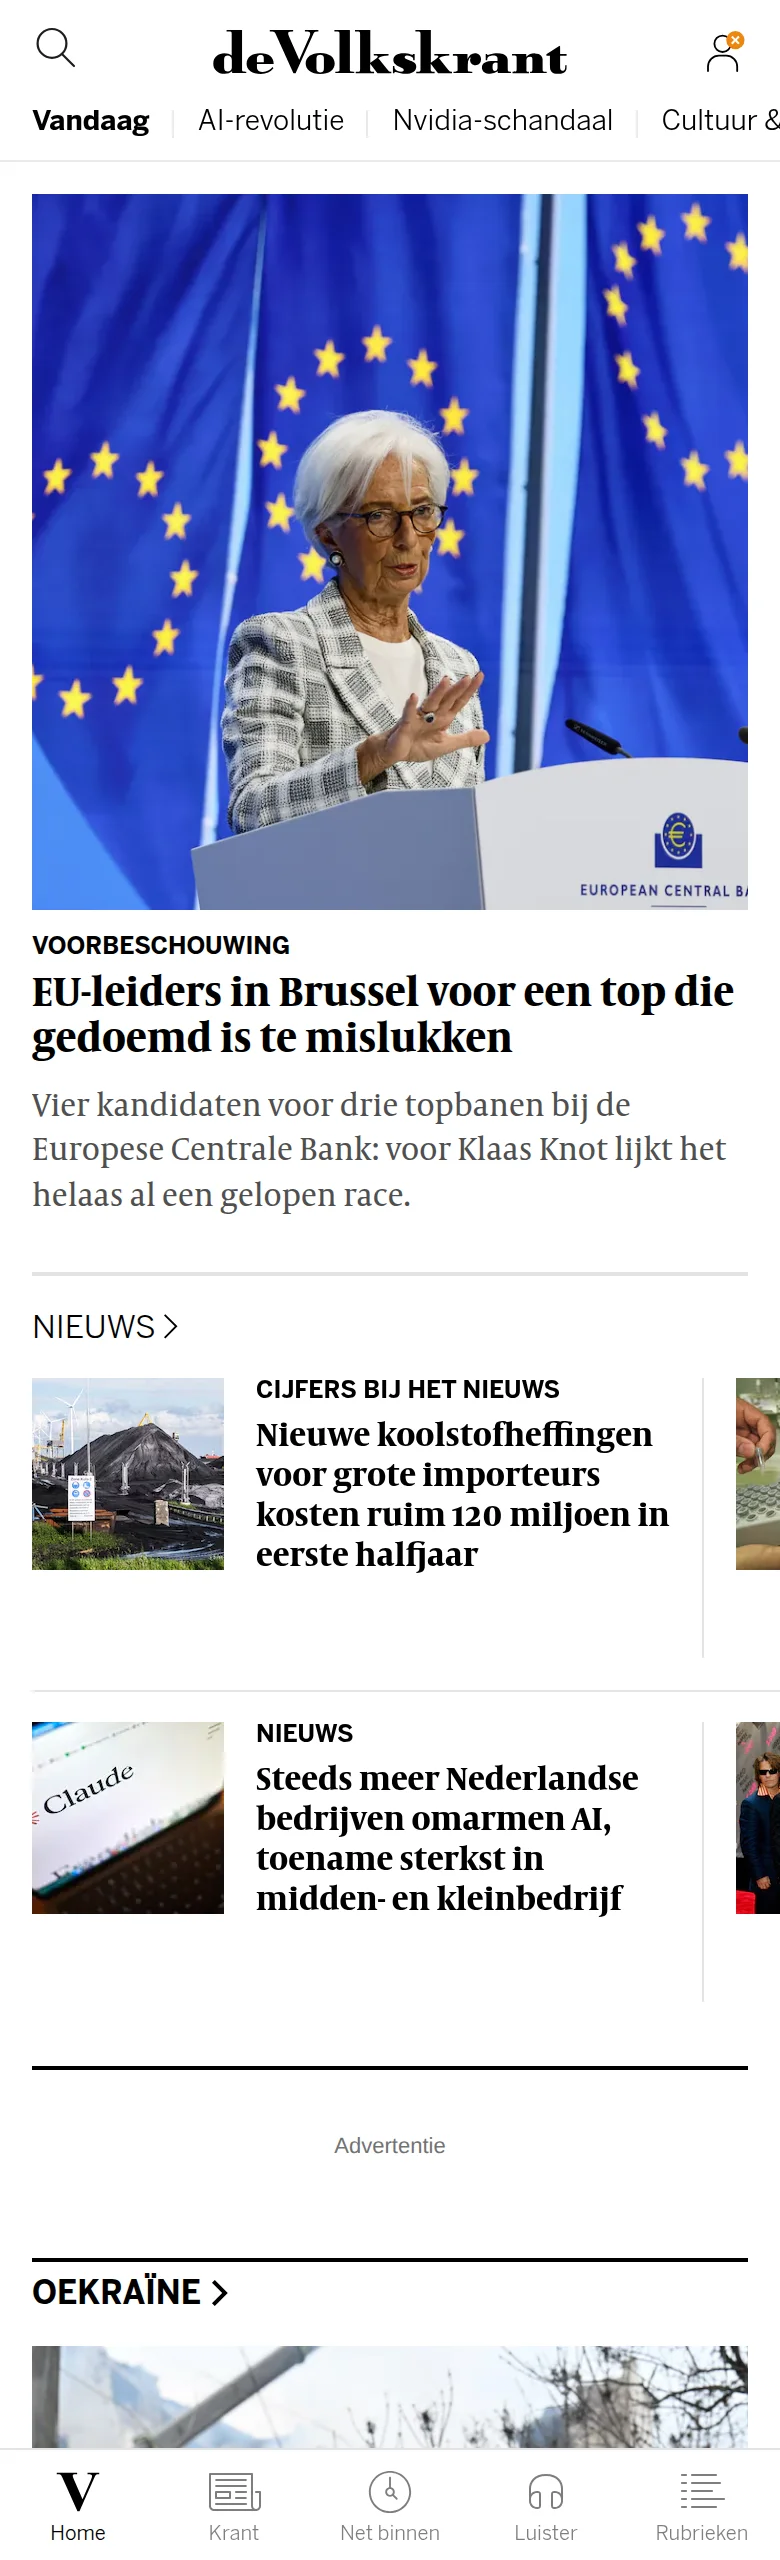 deVolkskrant
Vandaag
AI-revolutie
Nvidia-schandaal
Cultuur &
EUROPEAN CENTRAL BA
VOORBESCHOUWING
EU-leiders in Brussel voor een top die
gedoemd is te mislukken
Vier kandidaten voor drie topbanen bij de
Europese Centrale Bank: voor Klaas Knot lijkt het
helaas al een gelopen race.
NIEUWS
CIJFERS BIJ HET NIEUWS
Nieuwe koolstofheffingen
voor grote importeurs
kosten ruim 120 miljoen in
eerste halfjaar
Claude
NIEUWS
Steeds meer Nederlandse
bedrijven omarmen AI,
toename sterkst in
midden- en kleinbedrijf
Advertentie
OEKRAÏNE
Home
Krant
Net binnen
Luister
Rubrieken